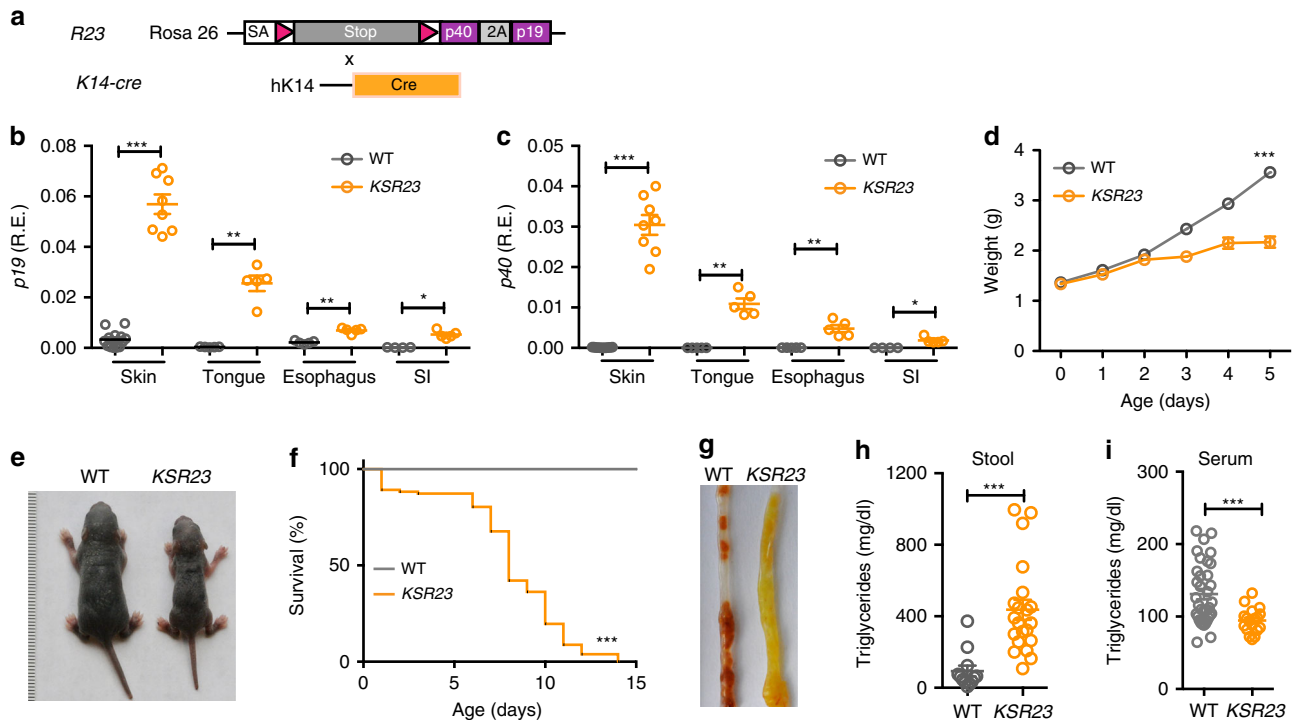 a
R23 Rosa 26 SA Stop p40 2A p19
x
K14-cre hK14 Cre
b
p19 (R.E.)
0.08
0.06
0.04
0.02
0.00
***
**
**
*
WT
KSR23
Skin Tongue Esophagus SI
c
p40 (R.E.)
0.05
0.04
0.03
0.02
0.01
0.00
***
**
**
*
WT
KSR23
Skin Tongue Esophagus SI
d
Weight (g)
4
3
2
1
0
WT
KSR23
***
0 1 2 3 4 5
Age (days)
e
WT KSR23
f
Survival (%)
100
50
0
WT
KSR23
***
0 5 10 15
Age (days)
g
WT KSR23
h
Stool
Triglycerides (mg/dl)
1200
800
400
0
***
WT KSR23
i
Serum
Triglycerides (mg/dl)
300
200
100
0
***
WT KSR23